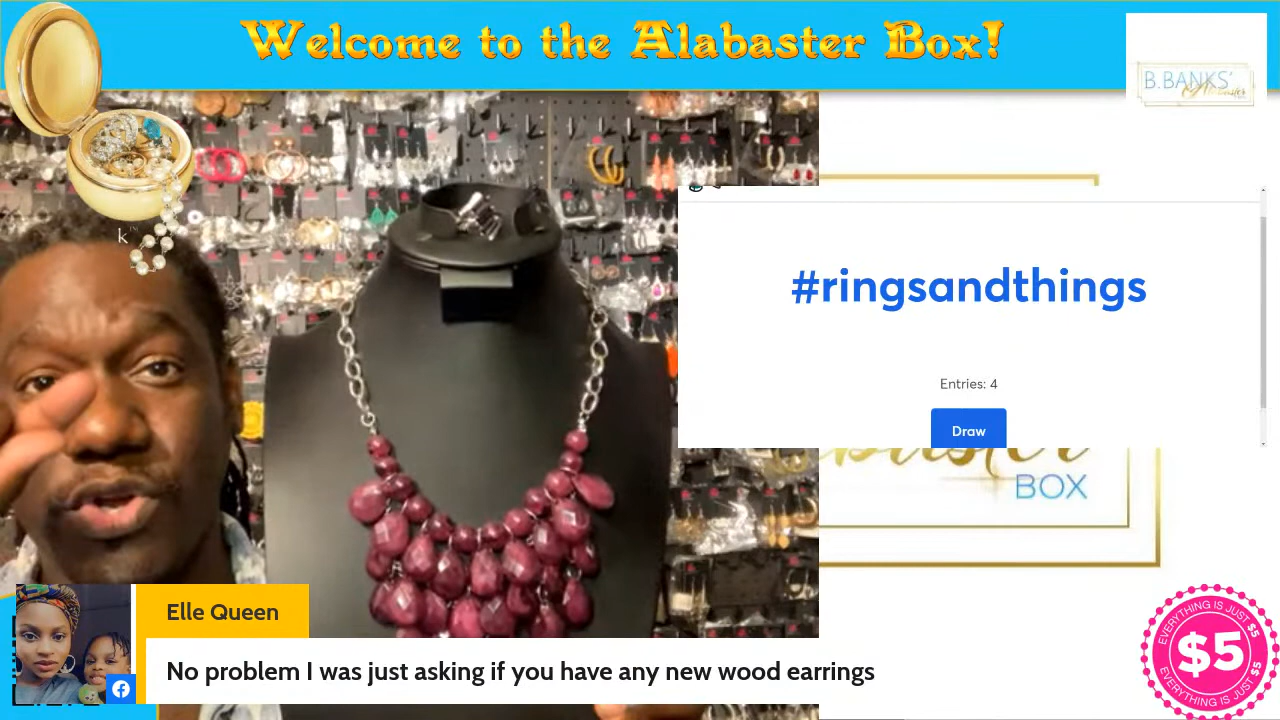 Welcome to the Alabaster Box!
B.BANKS'
#ringsandthings
Entries: 4
Draw
BOX
Elle Queen
No problem I was just asking if you have any new wood earrings
EVERYTHING IS JUST $5
$5
EVERYTHING IS JUST $5